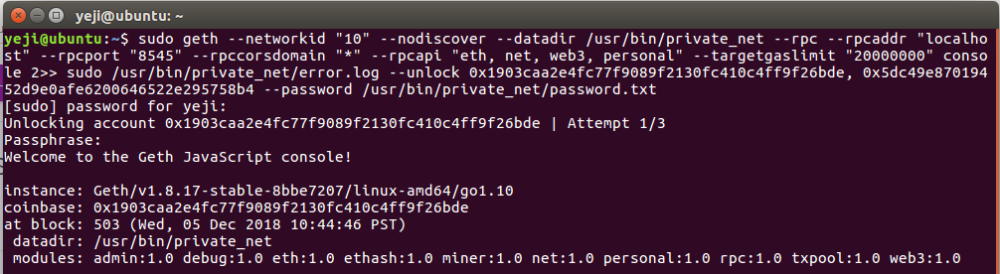 yeji@ubuntu: ~
yeji@ubuntu:~$ sudo geth --networkid "10" --nodiscover --datadir /usr/bin/private_net --rpc --rpcaddr "localho
st" --rpcport "8545" --rpccorsdomain "*" --rpcapi "eth, net, web3, personal" --targetgaslimit "20000000" conso
le 2>> sudo /usr/bin/private_net/error.log --unlock 0x1903caa2e4fc77f9089f2130fc410c4ff9f26bde, 0x5dc49e870194
52d9e0afe6200646522e295758b4 --password /usr/bin/private_net/password.txt
[sudo] password for yeji:
Unlocking account 0x1903caa2e4fc77f9089f2130fc410c4ff9f26bde | Attempt 1/3
Passphrase:
Welcome to the Geth JavaScript console!

instance: Geth/v1.8.17-stable-8bbe7207/linux-amd64/go1.10
coinbase: 0x1903caa2e4fc77f9089f2130fc410c4ff9f26bde
at block: 503 (Wed, 05 Dec 2018 10:44:46 PST)
 datadir: /usr/bin/private_net
 modules: admin:1.0 debug:1.0 eth:1.0 ethash:1.0 miner:1.0 net:1.0 personal:1.0 rpc:1.0 txpool:1.0 web3:1.0